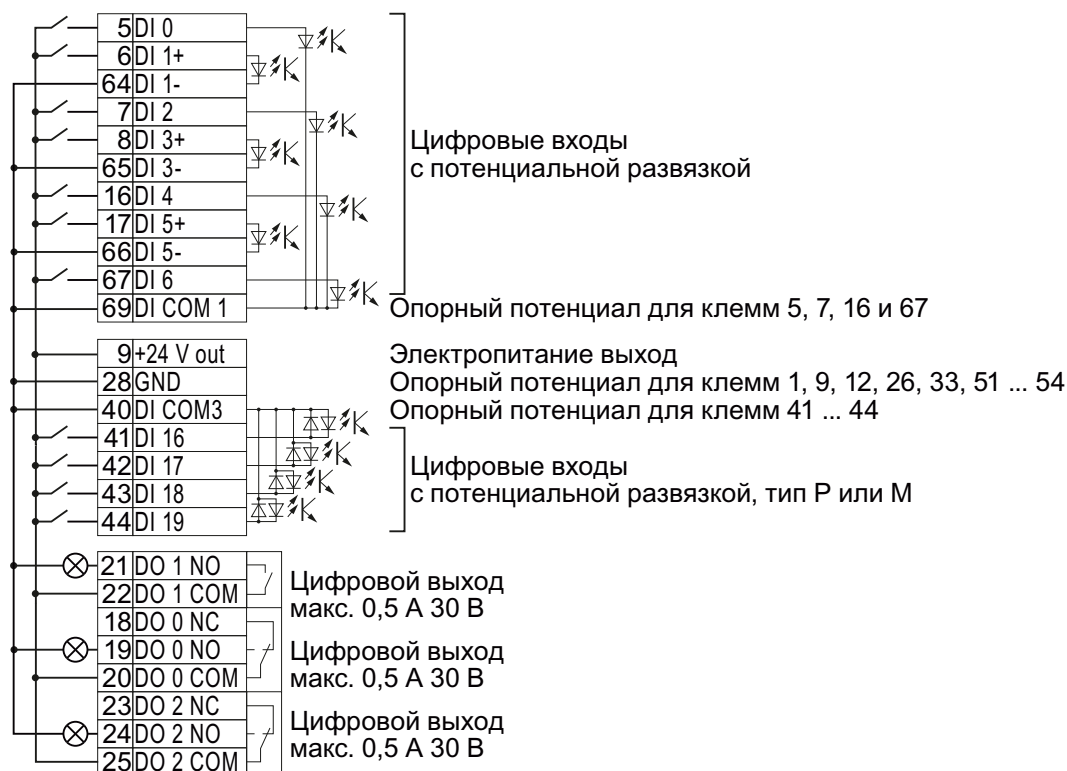 5 DI 0
6 DI 1+
64 DI 1-
7 DI 2
8 DI 3+
65 DI 3-
16 DI 4
17 DI 5+
66 DI 5-
67 DI 6
69 DI COM 1
Цифровые входы
с потенциальной развязкой
Опорный потенциал для клемм 5, 7, 16 и 67
9 +24 V out
Электропитание выход
28 GND
Опорный потенциал для клемм 1, 9, 12, 26, 33, 51 ... 54
40 DI COM3
Опорный потенциал для клемм 41 ... 44
41 DI 16
42 DI 17
43 DI 18
44 DI 19
Цифровые входы
с потенциальной развязкой, тип P или M
21 DO 1 NO
22 DO 1 COM
Цифровой выход
макс. 0,5 A 30 В
18 DO 0 NC
19 DO 0 NO
20 DO 0 COM
Цифровой выход
макс. 0,5 A 30 В
23 DO 2 NC
24 DO 2 NO
25 DO 2 COM
Цифровой выход
макс. 0,5 A 30 В